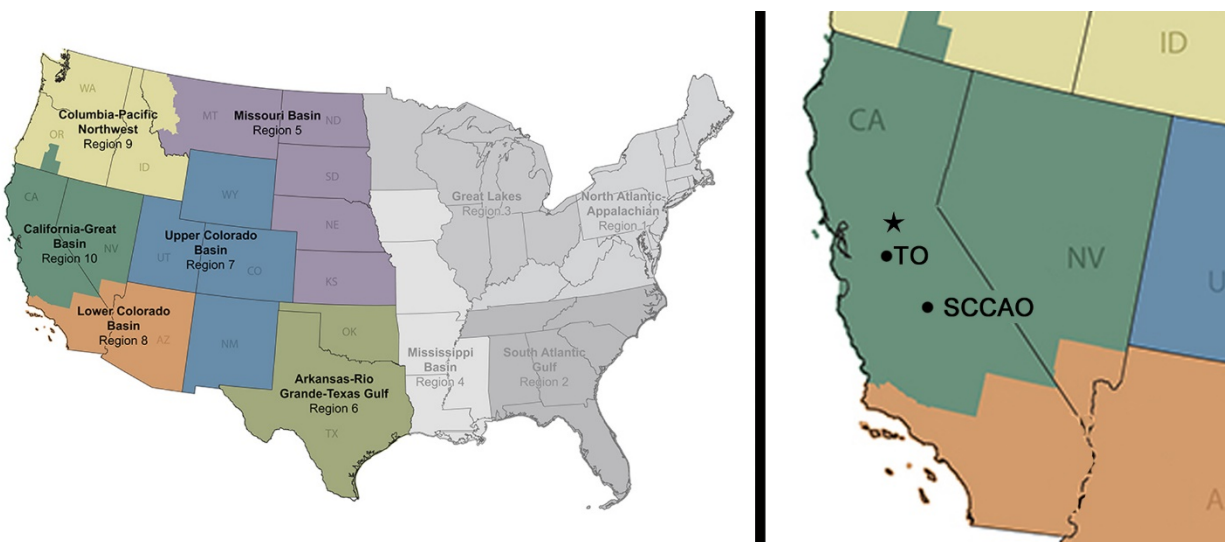 WA
Columbia-Pacific
Northwest
Region 9
OR
ID
MT
Missouri Basin
Region 5
ND
SD
WY
NE
CA
California-Great
Basin
Region 10
NV
Upper Colorado
Basin
Region 7
UT
CO
KS
Lower Colorado
Basin
Region 8
AZ
NM
OK
Arkansas-Rio
Grande-Texas Gulf
Region 6
TX
Great Lakes
Region 3
North Atlantic-
Appalachian
Region 1
Mississippi
Basin
Region 4
South Atlantic
Gulf
Region 2
ID
CA
★
TO
NV
U
SCCAO
A